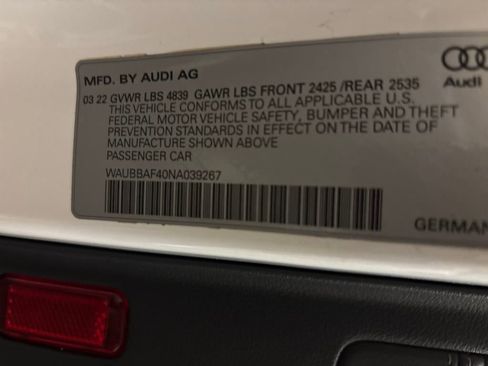 MFD. BY AUDI AG
03 22 GVWR LBS 4839 GAWR LBS FRONT 2425 /REAR 2535
THIS VEHICLE CONFORMS TO ALL APPLICABLE U.S.
FEDERAL MOTOR VEHICLE SAFETY, BUMPER AND THEFT
PREVENTION STANDARDS IN EFFECT ON THE DATE OF
MANUFACTURE SHOWN ABOVE
PASSENGER CAR
WAUBBAF40NA039267
Audi
GERMAN